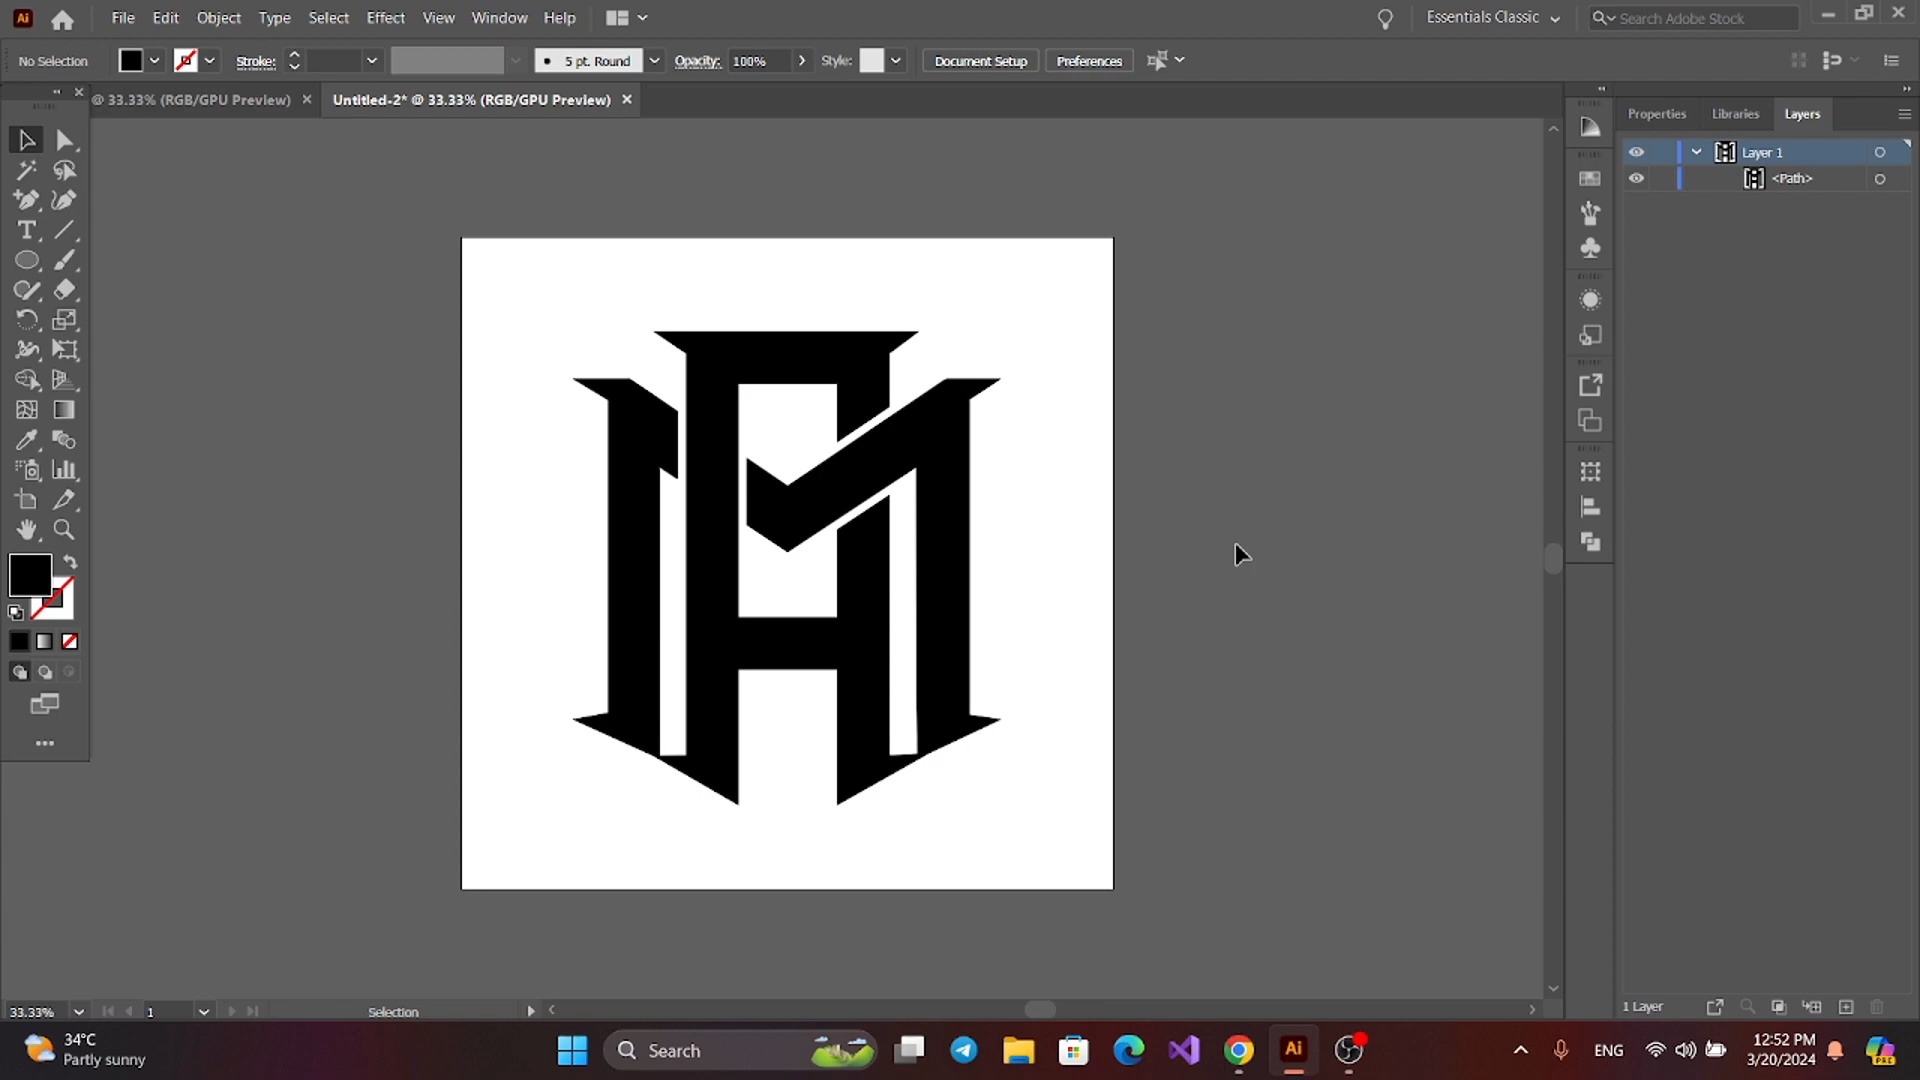 Ai File Edit Object Type Select Effect View Window Help Essentials Classic Search Adobe Stock
No Selection Stroke: 5 pt. Round Opacity: 100% Style: Document Setup Preferences
@ 33.33% (RGB/GPU Preview) × Untitled-2* @ 33.33% (RGB/GPU Preview) ×
Properties Libraries Layers
Layer 1
<Path>
33.33% 1 Selection
1 Layer
34°C
Partly sunny
Search
Ai
ENG
12:52 PM
3/20/2024
PRE